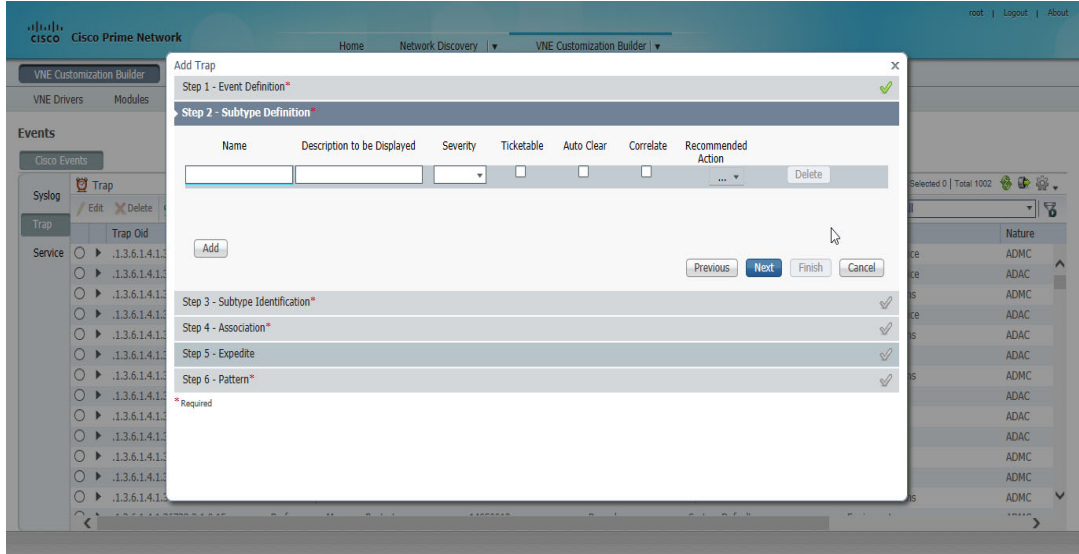 root | Logout | About
CISCO Cisco Prime Network
Home Network Discovery | VNE Customization Builder |
VNE Customization Builder
VNE Drivers Modules
Events
Cisco Events
Add Trap
Step 1 - Event Definition*
Step 2 - Subtype Definition*
Name Description to be Displayed Severity Ticketable Auto Clear Correlate Recommended Action
... Delete
Add
Previous Next Finish Cancel
Step 3 - Subtype Identification*
Step 4 - Association*
Step 5 - Expedite
Step 6 - Pattern*
* Required
Syslog
Trap
Service
Trap
Selected 0 | Total 1002
Edit Delete
Trap Oid Nature
.1.3.6.1.4.1.3 ADMC
.1.3.6.1.4.1.3 ADAC
.1.3.6.1.4.1.3 ADMC
.1.3.6.1.4.1.3 ADAC
.1.3.6.1.4.1.3 ADAC
.1.3.6.1.4.1.3 ADAC
.1.3.6.1.4.1.3 ADMC
.1.3.6.1.4.1.3 ADAC
.1.3.6.1.4.1.3 ADAC
.1.3.6.1.4.1.3 ADAC
.1.3.6.1.4.1.3 ADMC
.1.3.6.1.4.1.3 ADMC
.1.3.6.1.4.1.3 ADMC